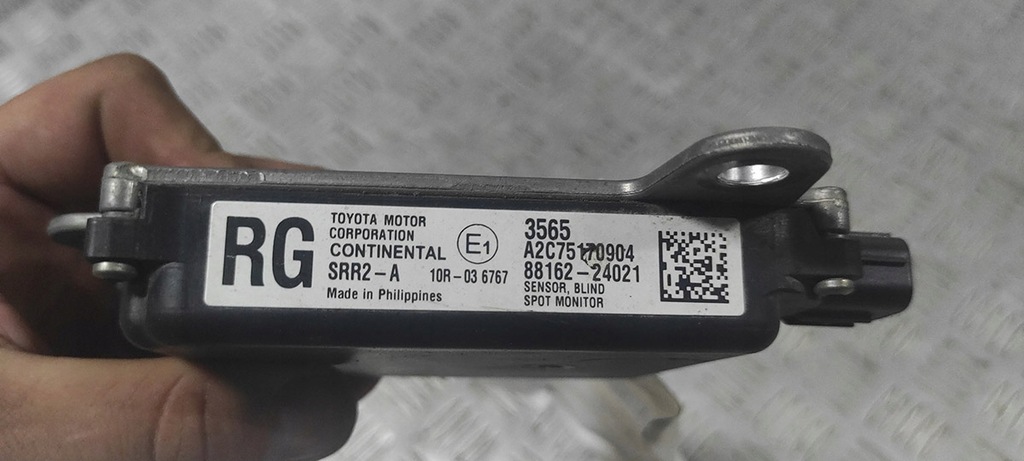 RG
TOYOTA MOTOR
CORPORATION
CONTINENTAL
SRR2-A
10R-03 6767
Made in Philippines
E1
3565
A2C75170904
88162-24021
SENSOR, BLIND
SPOT MONITOR